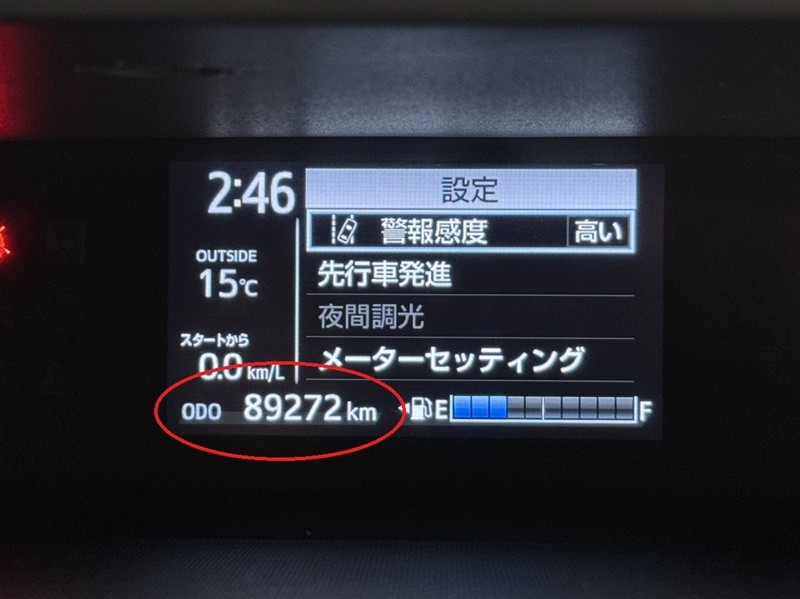 2:46
設定
警報感度 高い
OUTSIDE
15℃
先行車発進
夜間調光
スタートから
0.0 km/L
メーターセッティング
ODO 89272 km
E F